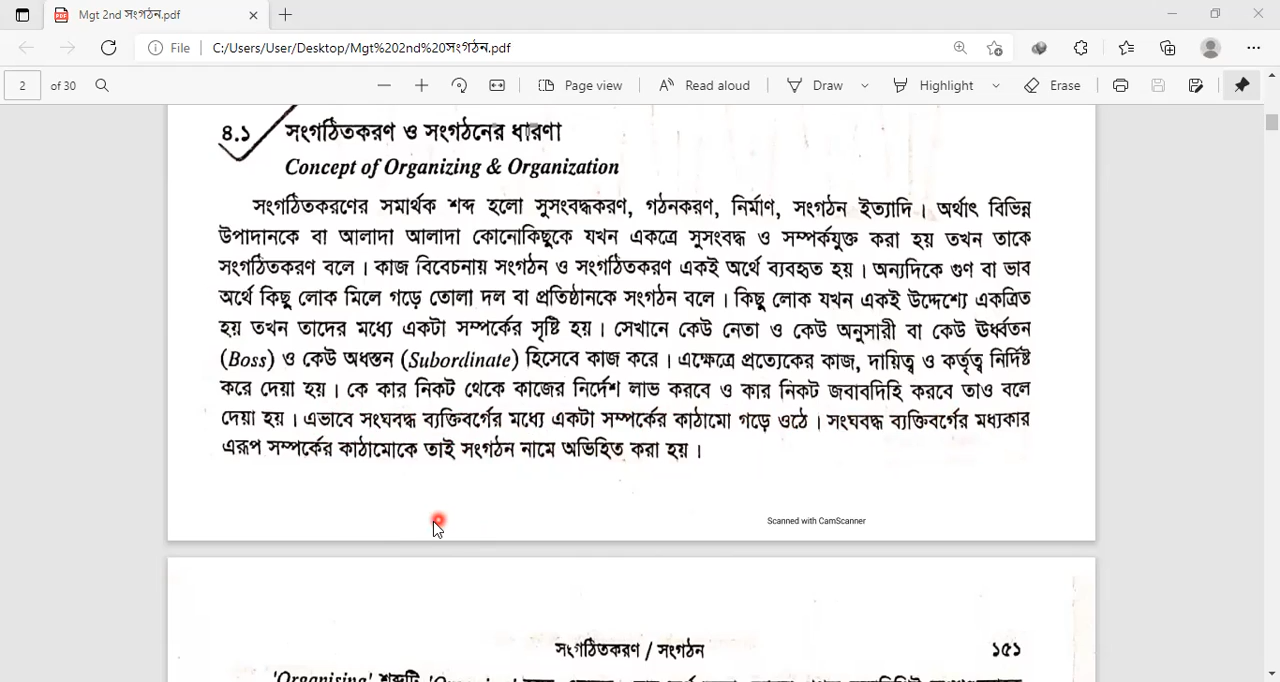 Mgt 2nd সংগঠন.pdf
File C:/Users/User/Desktop/Mgt%202nd%20সংগঠন.pdf
2 of 30 Page view Read aloud Draw Highlight Erase
৪.১ সংগঠিতকরণ ও সংগঠনের ধারণা
Concept of Organizing & Organization
সংগঠিতকরণের সমার্থক শব্দ হলো সুসংবদ্ধকরণ, গঠনকরণ, নির্মাণ, সংগঠন ইত্যাদি। অর্থাৎ বিভিন্ন
উপাদানকে বা আলাদা আলাদা কোনোকিছুকে যখন একত্রে সুসংবদ্ধ ও সম্পর্কযুক্ত করা হয় তখন তাকে
সংগঠিতকরণ বলে। কাজ বিবেচনায় সংগঠন ও সংগঠিতকরণ একই অর্থে ব্যবহৃত হয়। অন্যদিকে গুণ বা ভাব
অর্থে কিছু লোক মিলে গড়ে তোলা দল বা প্রতিষ্ঠানকে সংগঠন বলে। কিছু লোক যখন একই উদ্দেশ্যে একত্রিত
হয় তখন তাদের মধ্যে একটা সম্পর্কের সৃষ্টি হয়। সেখানে কেউ নেতা ও কেউ অনুসারী বা কেউ ঊর্ধ্বতন
(Boss) ও কেউ অধস্তন (Subordinate) হিসেবে কাজ করে। এক্ষেত্রে প্রত্যেকের কাজ, দায়িত্ব ও কর্তৃত্ব নির্দিষ্ট
করে দেয়া হয়। কে কার নিকট থেকে কাজের নির্দেশ লাভ করবে ও কার নিকট জবাবদিহি করবে তাও বলে
দেয়া হয়। এভাবে সংঘবদ্ধ ব্যক্তিবর্গের মধ্যে একটা সম্পর্কের কাঠামো গড়ে ওঠে। সংঘবদ্ধ ব্যক্তিবর্গের মধ্যকার
এরূপ সম্পর্কের কাঠামোকে তাই সংগঠন নামে অভিহিত করা হয়।
Scanned with CamScanner
সংগঠিতকরণ / সংগঠন ১৫১
'Organising' শব্দটি